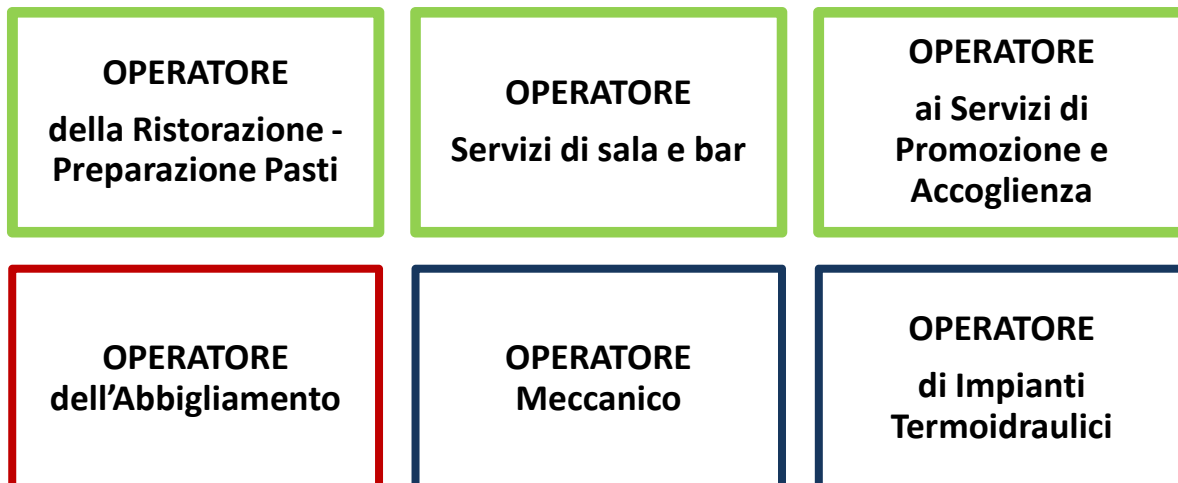 OPERATORE
della Ristorazione -
Preparazione Pasti
OPERATORE
Servizi di sala e bar
OPERATORE
ai Servizi di
Promozione e
Accoglienza
OPERATORE
dell’Abbigliamento
OPERATORE
Meccanico
OPERATORE
di Impianti
Termoidraulici